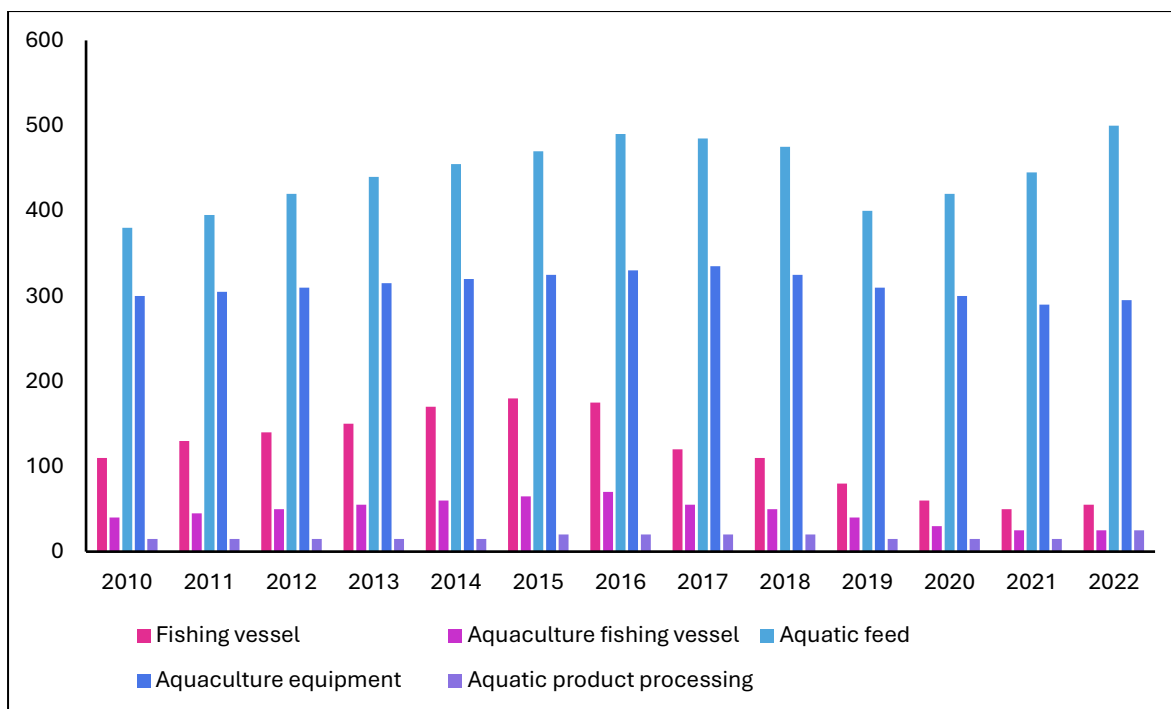 600
500
400
300
200
100
0
2010 2011 2012 2013 2014 2015 2016 2017 2018 2019 2020 2021 2022
Fishing vessel Aquaculture fishing vessel Aquatic feed
Aquaculture equipment Aquatic product processing